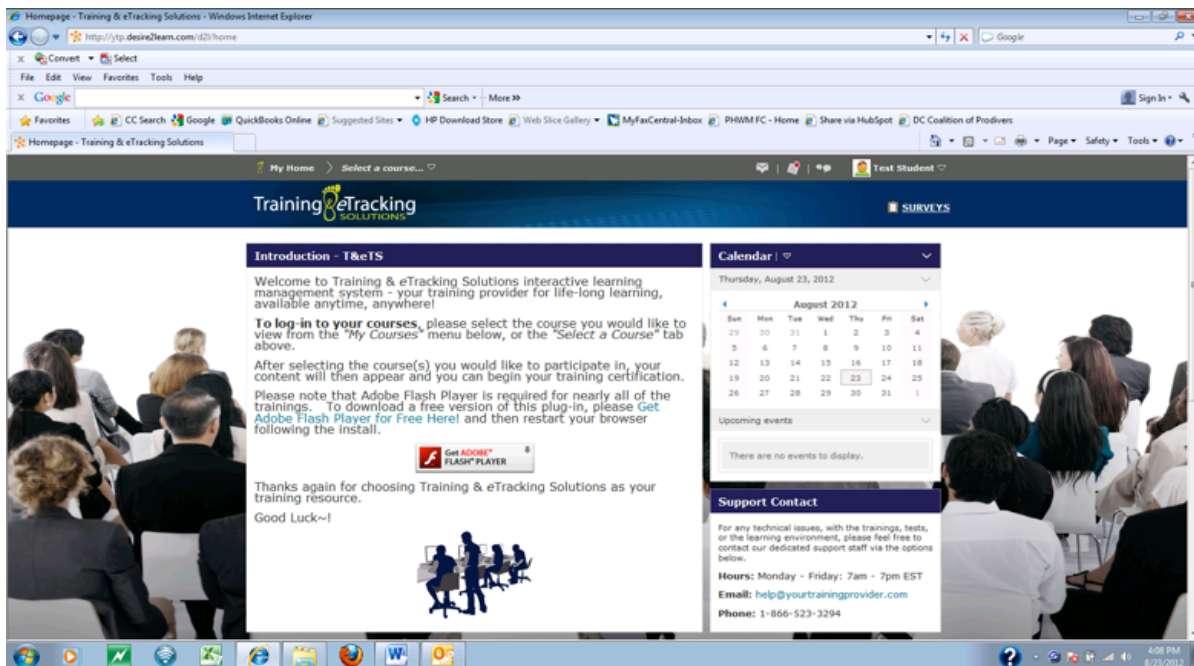 Homepage - Training & eTracking Solutions - Windows Internet Explorer
http://ytp.desire2learn.com/d2l/home
Google
Convert Select
File Edit View Favorites Tools Help
Google Search More >> Sign In
Favorites CC Search Google QuickBooks Online Suggested Sites HP Download Store Web Slice Gallery MyFaxCentral-Inbox PHWM FC - Home Share via HubSpot DC Coalition of Prodivers
Homepage - Training & eTracking Solutions Page Safety Tools
My Home Select a course... Test Student
Training eTracking
SOLUTIONS
SURVEYS
Introduction - T&eTS
Welcome to Training & eTracking Solutions interactive learning
management system - your training provider for life-long learning,
available anytime, anywhere!
To log-in to your courses, please select the course you would like to
view from the "My Courses" menu below, or the "Select a Course" tab
above.
After selecting the course(s) you would like to participate in, your
content will then appear and you can begin your training certification.
Please note that Adobe Flash Player is required for nearly all of the
trainings. To download a free version of this plug-in, please Get
Adobe Flash Player for Free Here! and then restart your browser
following the install.
Get ADOBE®
FLASH® PLAYER
Thanks again for choosing Training & eTracking Solutions as your
training resource.
Good Luck~!
Calendar
Thursday, August 23, 2012
August 2012
Sun Mon Tue Wed Thu Fri Sat
29 30 31 1 2 3 4
5 6 7 8 9 10 11
12 13 14 15 16 17 18
19 20 21 22 23 24 25
26 27 28 29 30 31 1
Upcoming events
There are no events to display.
Support Contact
For any technical issues, with the trainings, tests,
or the learning environment, please feel free to
contact our dedicated support staff via the options
below.
Hours: Monday - Friday: 7am - 7pm EST
Email: help@yourtrainingprovider.com
Phone: 1-866-523-3294
4:08 PM
8/23/2012